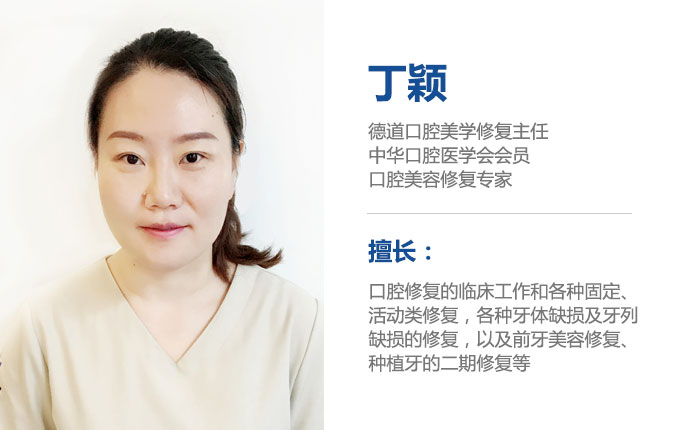 丁颖
德道口腔美学修复主任
中华口腔医学会会员
口腔美容修复专家
擅长：
口腔修复的临床工作和各种固定、
活动类修复，各种牙体缺损及牙列
缺损的修复，以及前牙美容修复、
种植牙的二期修复等